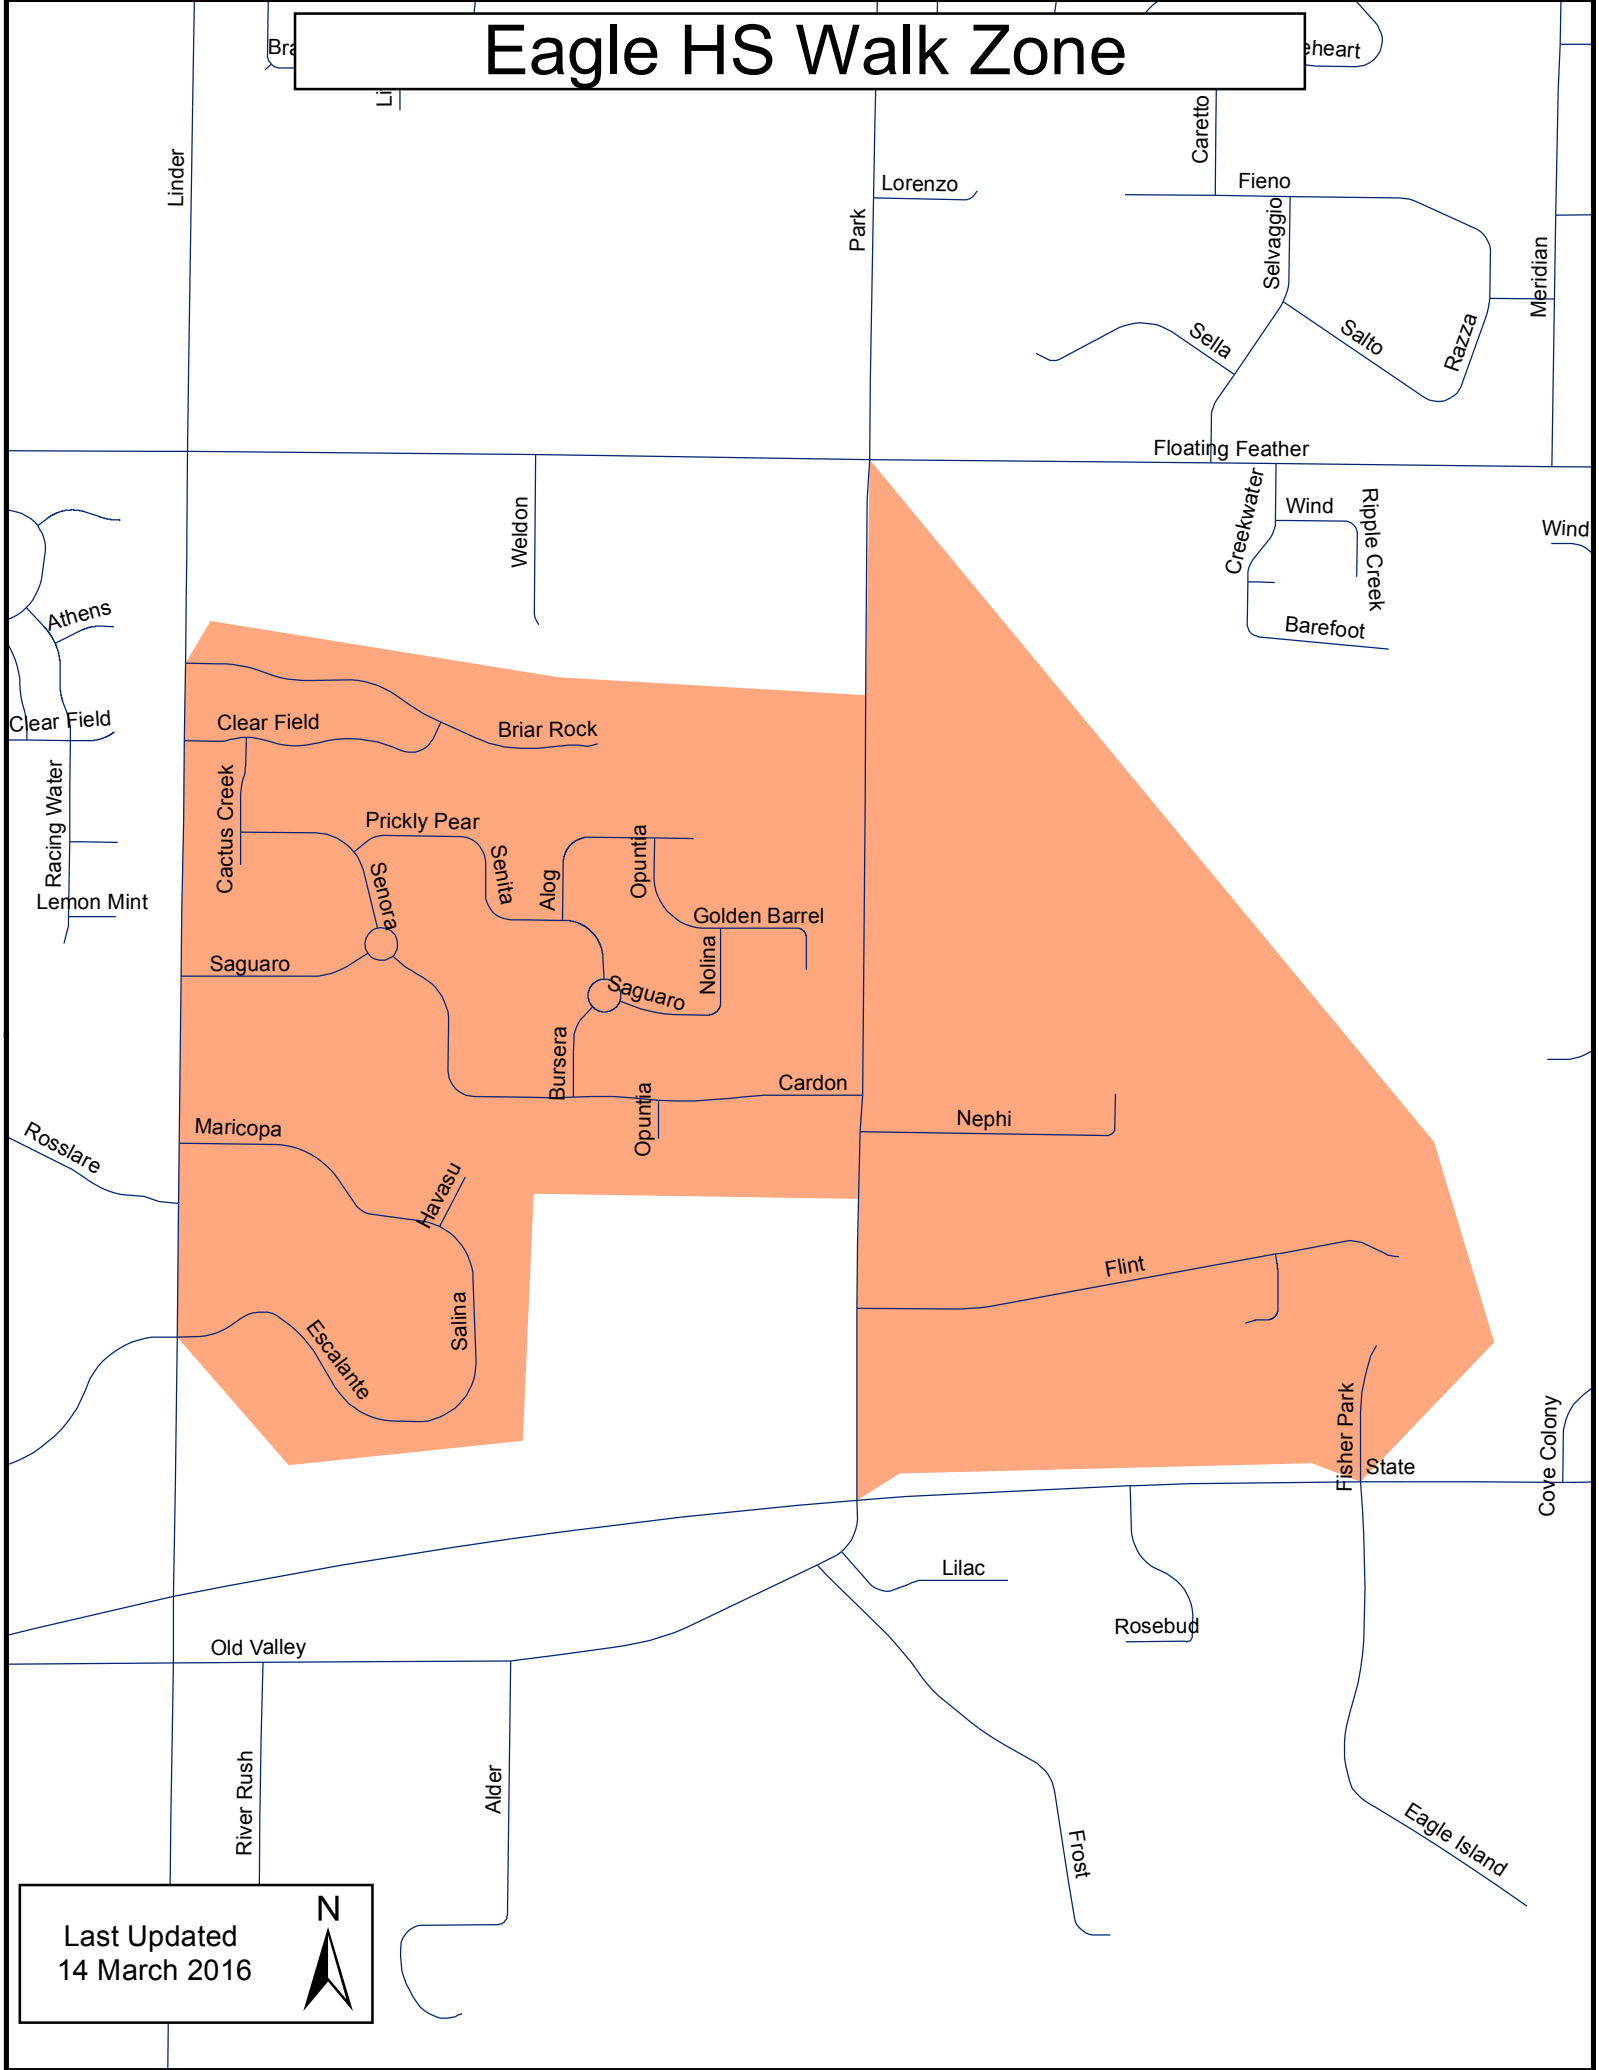 Eagle HS Walk Zone
Bra
Li
eheart
Linder
Park
Lorenzo
Caretto
Fieno
Selvaggio
Meridian
Sella
Salto
Razza
Floating Feather
Weldon
Creekwater
Wind
Ripple Creek
Wind
Barefoot
Athens
Clear Field
Clear Field
Briar Rock
Racing Water
Cactus Creek
Prickly Pear
Senora
Senita
Alog
Opuntia
Lemon Mint
Golden Barrel
Saguaro
Nolina
Saguaro
Bursera
Cardon
Opuntia
Nephi
Maricopa
Rosslare
Havasu
Flint
Salina
Escalante
Fisher Park
State
Cove Colony
Lilac
Rosebud
Old Valley
River Rush
Alder
Frost
Eagle Island
N
Last Updated
14 March 2016